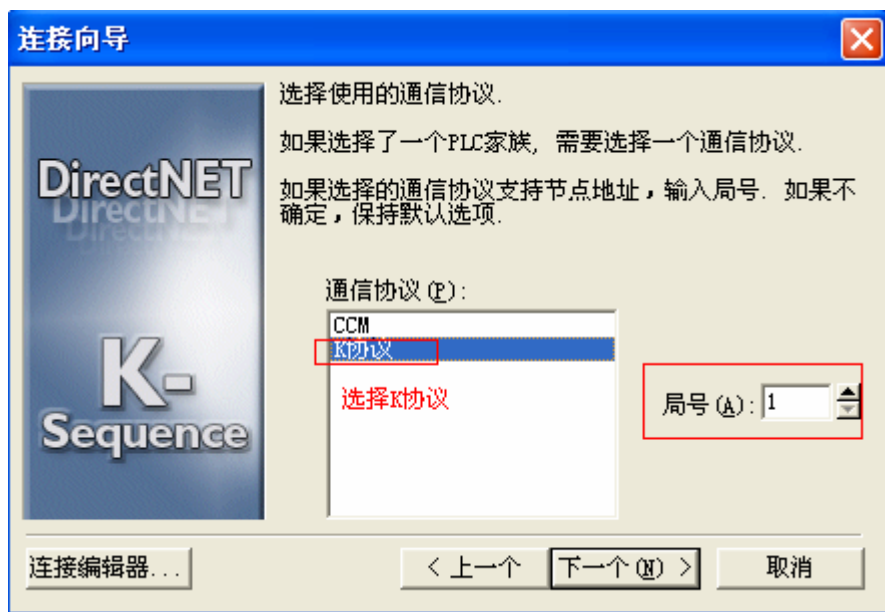 连接向导
选择使用的通信协议.
如果选择了一个PLC家族, 需要选择一个通信协议.
如果选择的通信协议支持节点地址，输入局号. 如果不
确定，保持默认选项.
DirectNET
DirectNET
DirectNET
通信协议(P):
CCM
K协议
选择K协议
局号(A): 1
K-
Sequence
连接编辑器...
< 上一个
下一个(N) >
取消